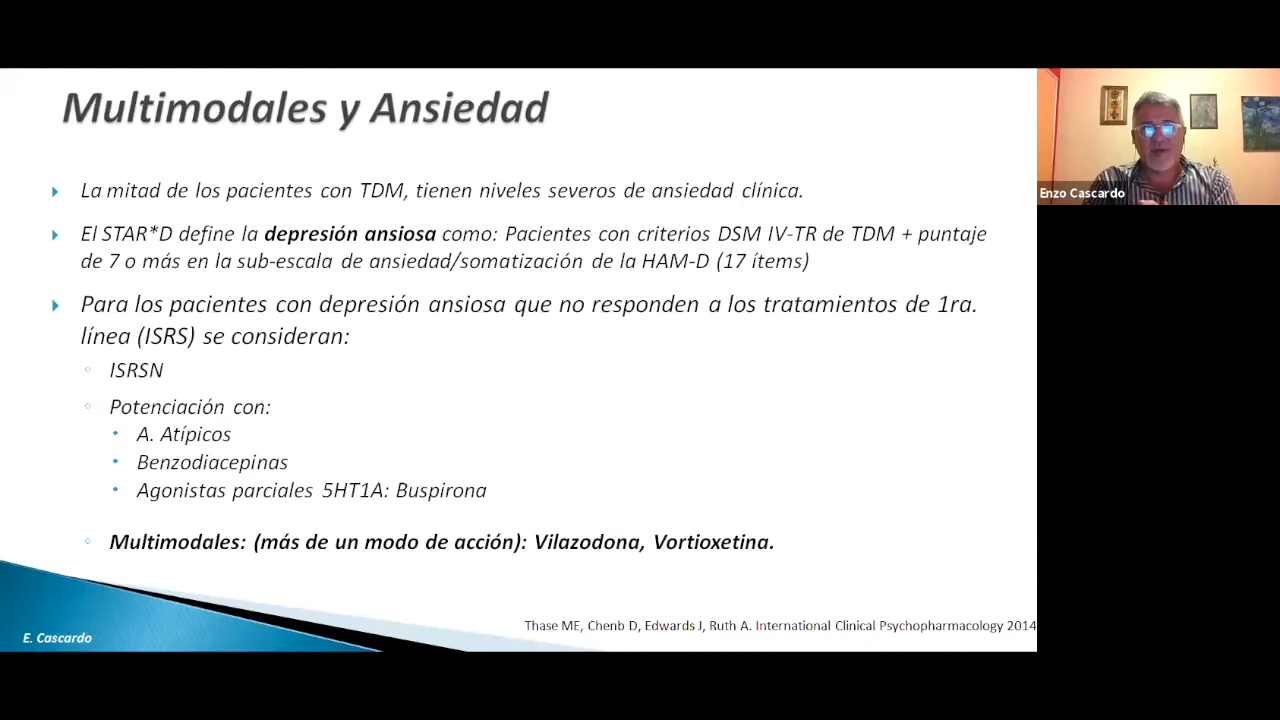 Multimodales y Ansiedad
La mitad de los pacientes con TDM, tienen niveles severos de ansiedad clínica.
El STAR*D define la depresión ansiosa como: Pacientes con criterios DSM IV-TR de TDM + puntaje
de 7 o más en la sub-escala de ansiedad/somatización de la HAM-D (17 ítems)
Para los pacientes con depresión ansiosa que no responden a los tratamientos de 1ra.
línea (ISRS) se consideran:
ISRSN
Potenciación con:
A. Atípicos
Benzodiacepinas
Agonistas parciales 5HT1A: Buspirona
Multimodales: (más de un modo de acción): Vilazodona, Vortioxetina.
Thase ME, Chenb D, Edwards J, Ruth A. International Clinical Psychopharmacology 2014
E. Cascardo
Enzo Cascardo